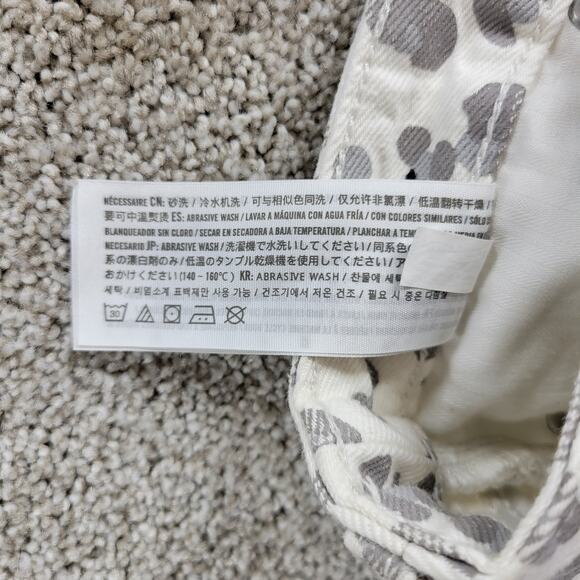 NÉCESSAIRE CN: 砂洗 / 冷水机洗 / 可与相似色同洗 / 仅允许非氯漂 / 低温翻转干燥 /
要可中温熨烫 ES: ABRASIVE WASH / LAVAR A MÁQUINA CON AGUA FRÍA / CON COLORES SIMILARES / SÓLO
BLANQUEADOR SIN CLORO / SECAR EN SECADORA A BAJA TEMPERATURA / PLANCHAR A TEMPERATURA MEDIA EN
NECESARIO JP: ABRASIVE WASH / 洗濯機で水洗いしてください / 同系色の
系の漂白剤のみ / 低温のタンブル乾燥機を使用してください / ア
おかけください (140 - 160℃) KR: ABRASIVE WASH / 찬물에 세탁
세탁 / 비염소계 표백제만 사용 가능 / 건조기에서 저온 건조 / 필요 시 중온 다림질
30